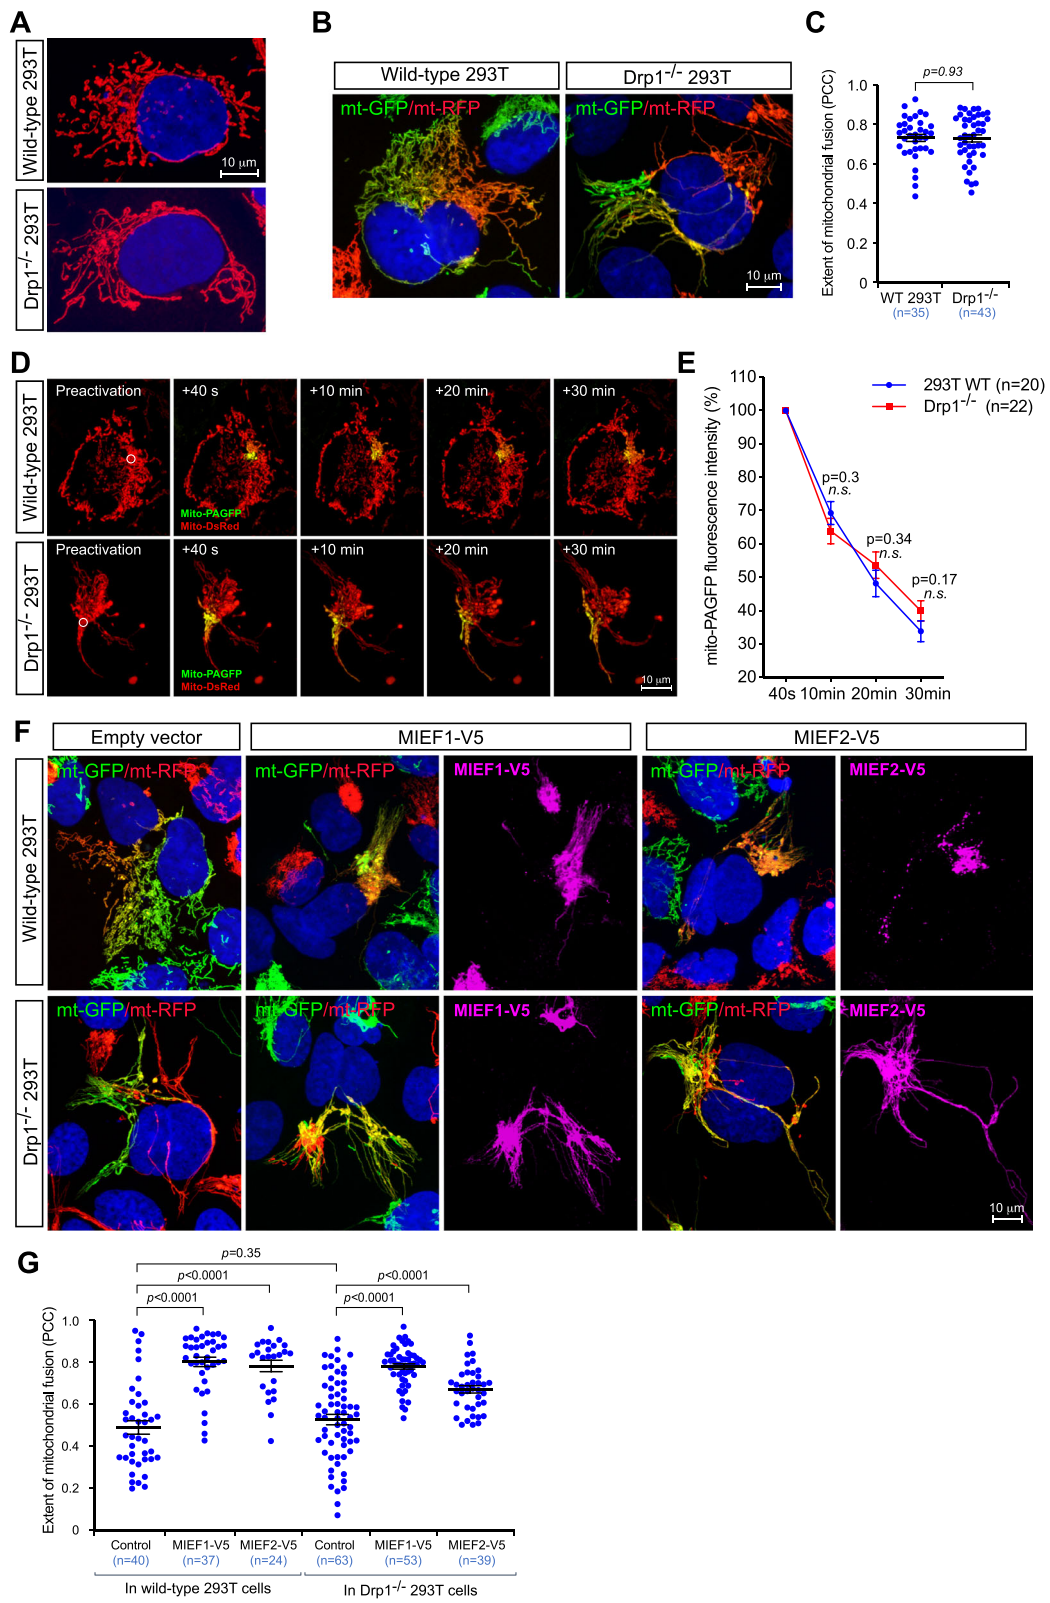 A
Wild-type 293T
10 μm
Drp1-/- 293T
B
Wild-type 293T
Drp1-/- 293T
mt-GFP/mt-RFP
mt-GFP/mt-RFP
10 μm
C
Extent of mitochondrial fusion (PCC)
p=0.93
1.0
0.8
0.6
0.4
0.2
0
WT 293T
(n=35)
Drp1-/-
(n=43)
D
Wild-type 293T
Preactivation
+40 s
+10 min
+20 min
+30 min
Mito-PAGFP
Mito-DsRed
Drp1-/- 293T
Preactivation
+40 s
+10 min
+20 min
+30 min
Mito-PAGFP
Mito-DsRed
10 μm
E
mito-PAGFP fluorescence intensity (%)
110
100
90
80
70
60
50
40
30
20
293T WT (n=20)
Drp1-/- (n=22)
p=0.3
n.s.
p=0.34
n.s.
p=0.17
n.s.
40s 10min 20min 30min
F
Empty vector
MIEF1-V5
MIEF2-V5
Wild-type 293T
mt-GFP/mt-RFP
mt-GFP/mt-RFP
MIEF1-V5
mt-GFP/mt-RFP
MIEF2-V5
Drp1-/- 293T
mt-GFP/mt-RFP
mt-GFP/mt-RFP
MIEF1-V5
mt-GFP/mt-RFP
MIEF2-V5
10 μm
G
Extent of mitochondrial fusion (PCC)
p=0.35
p<0.0001
p<0.0001
p<0.0001
p<0.0001
1.0
0.8
0.6
0.4
0.2
0
Control
(n=40)
MIEF1-V5
(n=37)
MIEF2-V5
(n=24)
Control
(n=63)
MIEF1-V5
(n=53)
MIEF2-V5
(n=39)
In wild-type 293T cells
In Drp1-/- 293T cells